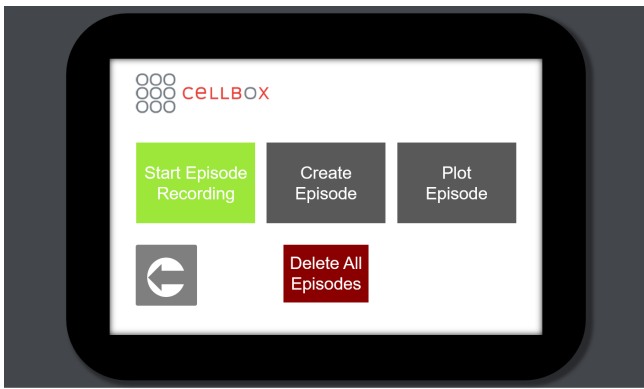 CELLBOX
Start Episode
Recording
Create
Episode
Plot
Episode
Delete All
Episodes